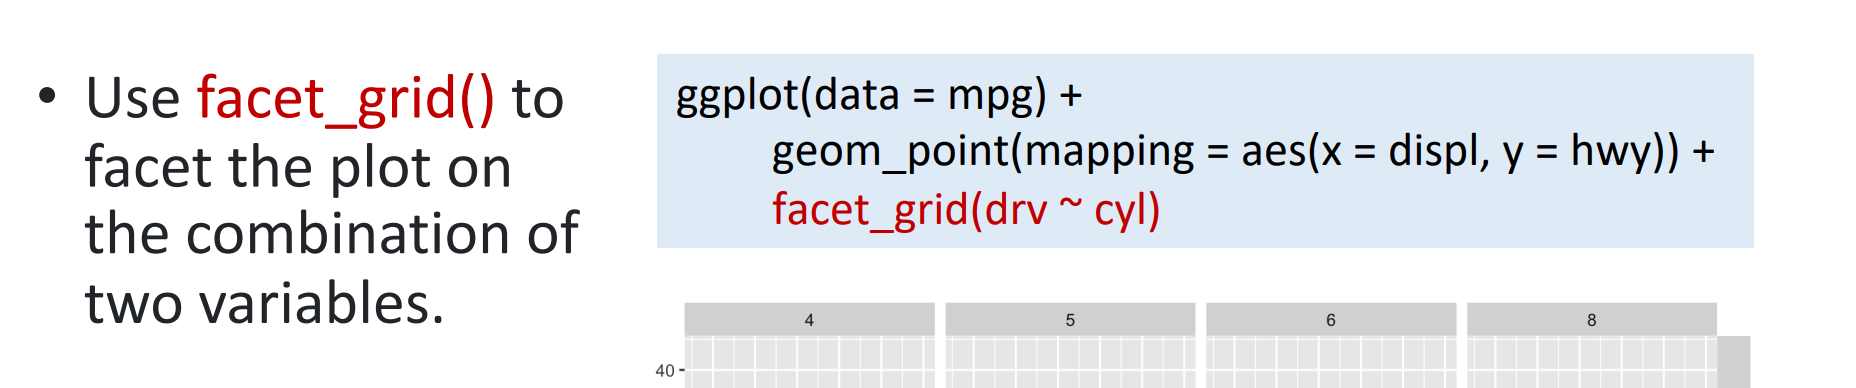 • Use facet_grid() to
facet the plot on
the combination of
two variables.
ggplot(data = mpg) +
geom_point(mapping = aes(x = displ, y = hwy)) +
facet_grid(drv ~ cyl)
4 5 6 8
40